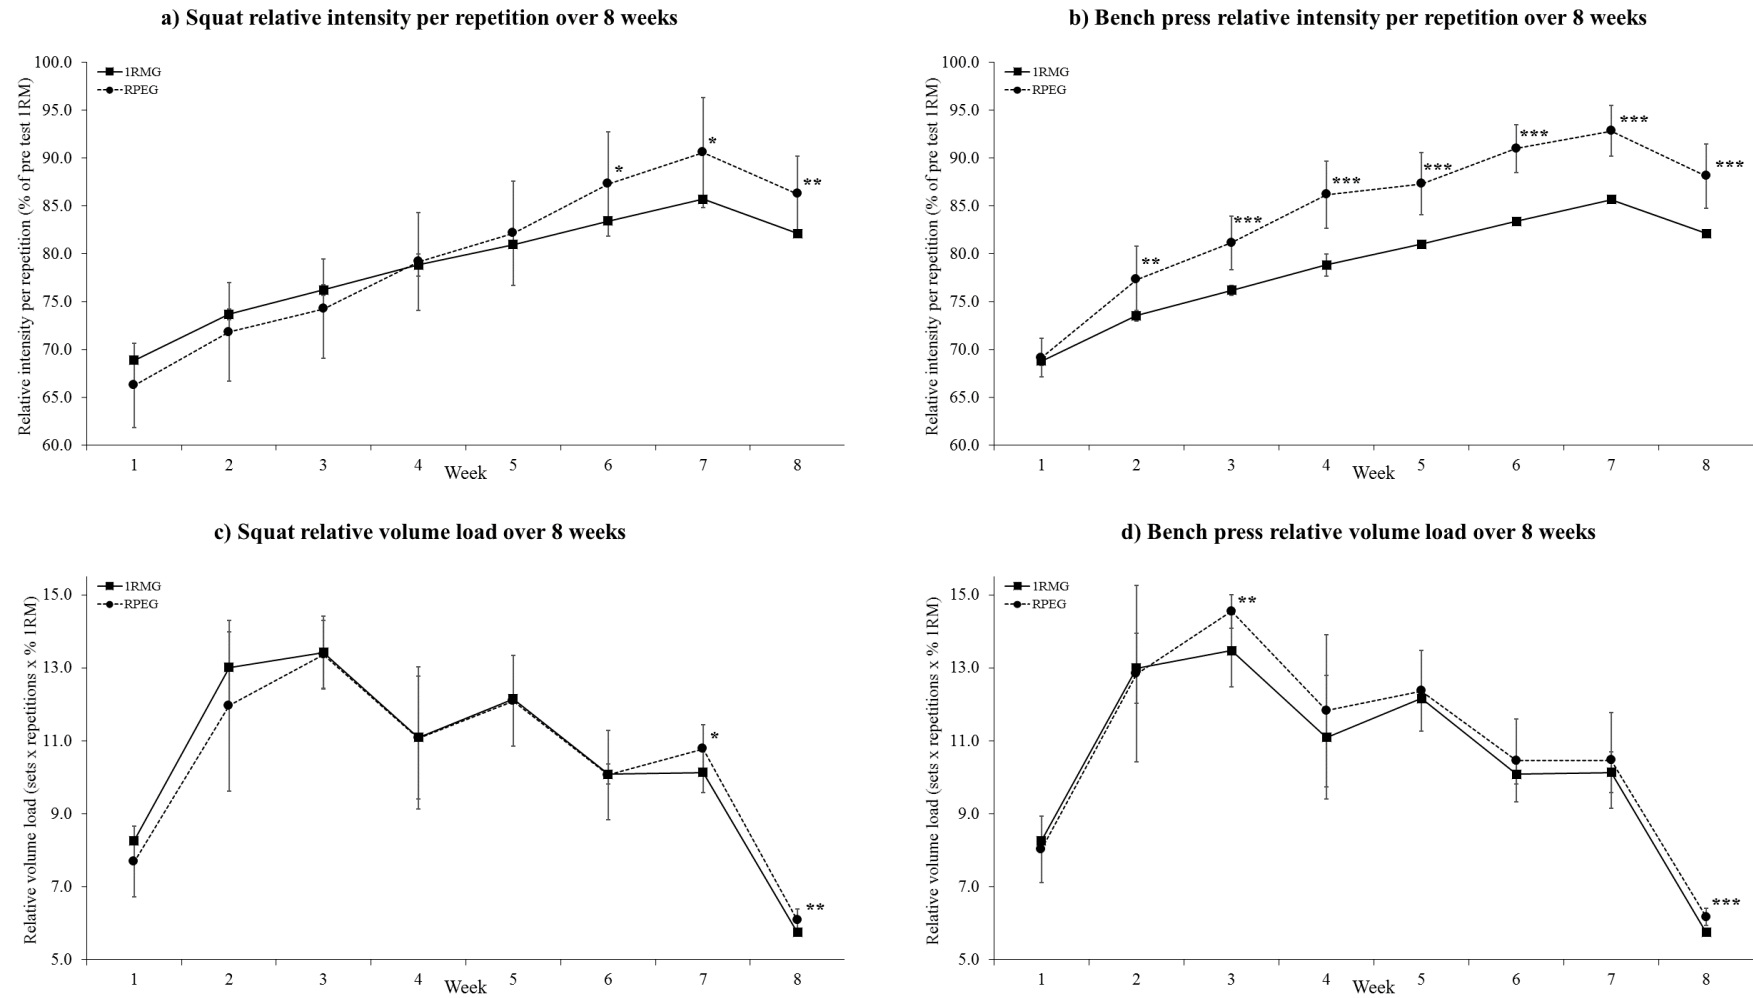 a) Squat relative intensity per repetition over 8 weeks
Relative intensity per repetition (% of pre test 1RM)
100.0
95.0
90.0
85.0
80.0
75.0
70.0
65.0
60.0
1RMG
RPEG
*
*
**
1 2 3 4 5 6 7 8
Week
b) Bench press relative intensity per repetition over 8 weeks
Relative intensity per repetition (% of pre test 1RM)
100.0
95.0
90.0
85.0
80.0
75.0
70.0
65.0
60.0
1RMG
RPEG
**
***
***
***
***
***
***
1 2 3 4 5 6 7 8
Week
c) Squat relative volume load over 8 weeks
Relative volume load (sets x repetitions x % 1RM)
15.0
13.0
11.0
9.0
7.0
5.0
1RMG
RPEG
*
**
1 2 3 4 5 6 7 8
Week
d) Bench press relative volume load over 8 weeks
Relative volume load (sets x repetitions x % 1RM)
15.0
13.0
11.0
9.0
7.0
5.0
1RMG
RPEG
**
***
1 2 3 4 5 6 7 8
Week